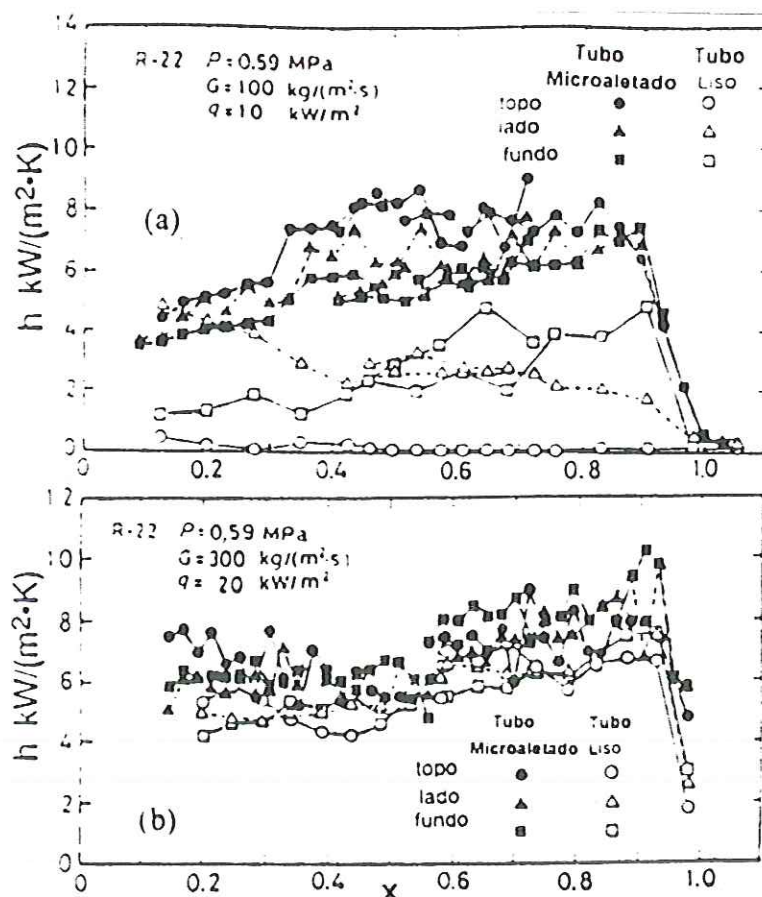 14
12
10
8
6
4
2
0
h kW/(m²·K)
R-22 P=0,59 MPa
G=100 kg/(m²·s)
q=10 kW/m²
Tubo Tubo
Microaletado Liso
topo
lado
fundo
(a)
0 0.2 0.4 0.6 0.8 1.0
12
10
8
6
4
2
0
h kW/(m²·K)
R-22 P=0,59 MPa
G=300 kg/(m²·s)
q= 20 kW/m²
Tubo Tubo
Microaletado Liso
topo
lado
fundo
(b)
0.2 0.4 0.6 0.8 1.0
x